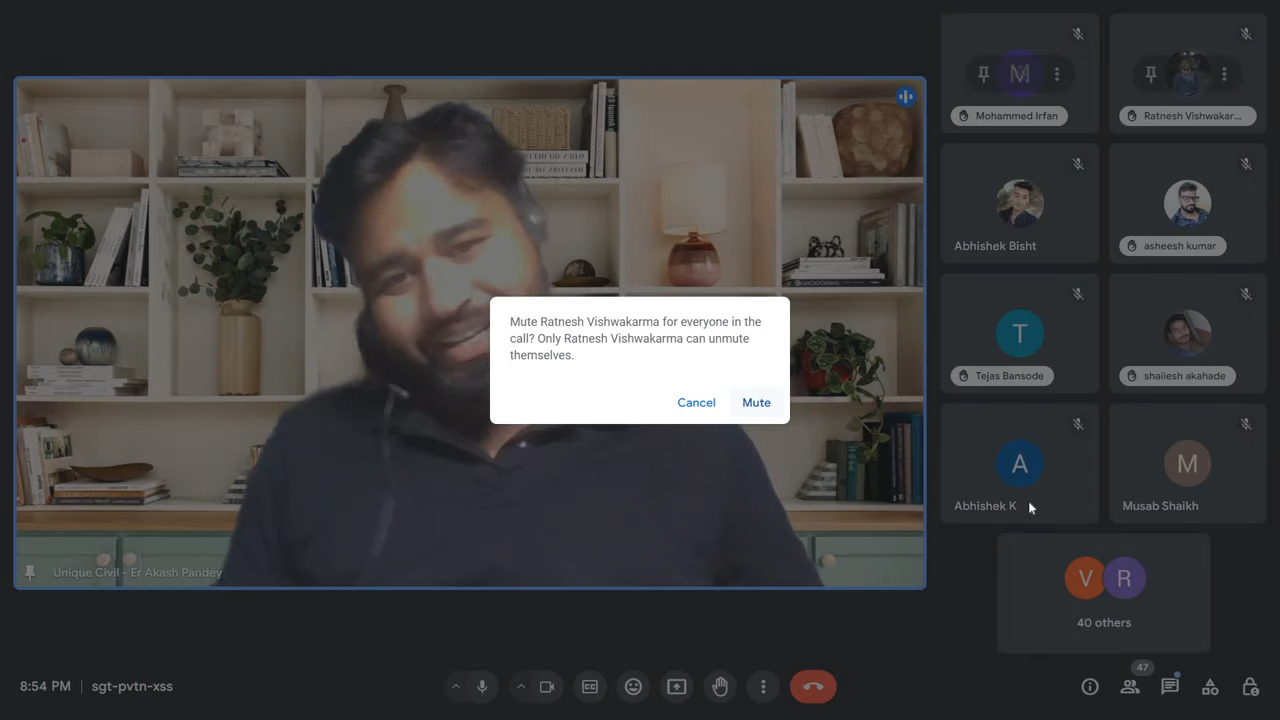 Mohammed Irfan
Ratnesh Vishwakar...
Abhishek Bisht
asheesh kumar
Mute Ratnesh Vishwakarma for everyone in the
call? Only Ratnesh Vishwakarma can unmute
themselves.
Cancel
Mute
T
Tejas Bansode
shailesh akahade
A
Abhishek K
M
Musab Shaikh
Unique Civil - Er Akash Pandey
V
R
40 others
8:54 PM
sgt-pvtn-xss
47
M